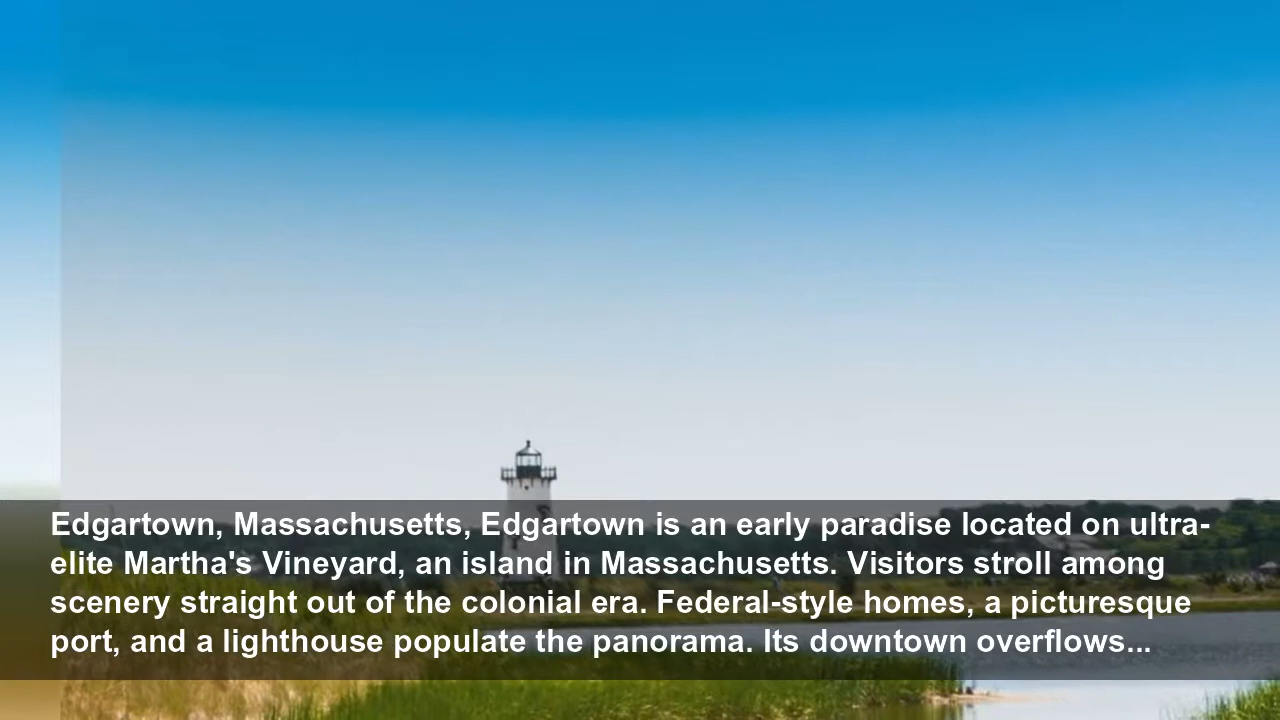 Edgartown, Massachusetts, Edgartown is an early paradise located on ultra-
elite Martha's Vineyard, an island in Massachusetts. Visitors stroll among
scenery straight out of the colonial era. Federal-style homes, a picturesque
port, and a lighthouse populate the panorama. Its downtown overflows...